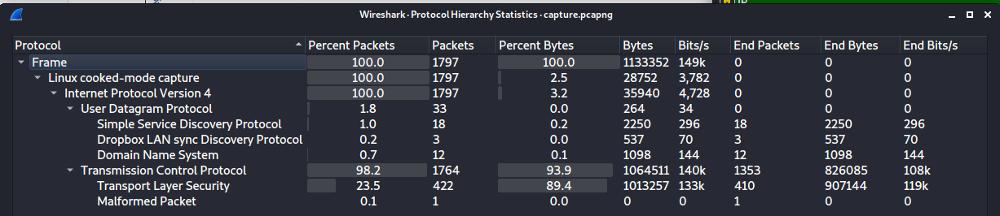 Wireshark · Protocol Hierarchy Statistics · capture.pcapng
Protocol Percent Packets Packets Percent Bytes Bytes Bits/s End Packets End Bytes End Bits/s
Frame 100.0 1797 100.0 1133352 149k 0 0 0
Linux cooked-mode capture 100.0 1797 2.5 28752 3,782 0 0 0
Internet Protocol Version 4 100.0 1797 3.2 35940 4,728 0 0 0
User Datagram Protocol 1.8 33 0.0 264 34 0 0 0
Simple Service Discovery Protocol 1.0 18 0.2 2250 296 18 2250 296
Dropbox LAN sync Discovery Protocol 0.2 3 0.0 537 70 3 537 70
Domain Name System 0.7 12 0.1 1098 144 12 1098 144
Transmission Control Protocol 98.2 1764 93.9 1064511 140k 1353 826085 108k
Transport Layer Security 23.5 422 89.4 1013257 133k 410 907144 119k
Malformed Packet 0.1 1 0.0 0 0 1 0 0